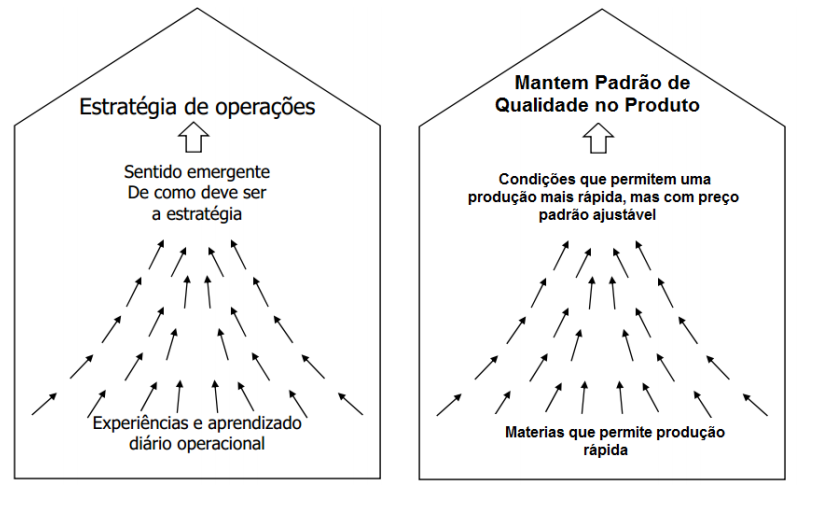 Estratégia de operações
Sentido emergente
De como deve ser
a estratégia
Experiências e aprendizado
diário operacional
Mantem Padrão de
Qualidade no Produto
Condições que permitem uma
produção mais rápida, mas com preço
padrão ajustável
Materias que permite produção
rápida